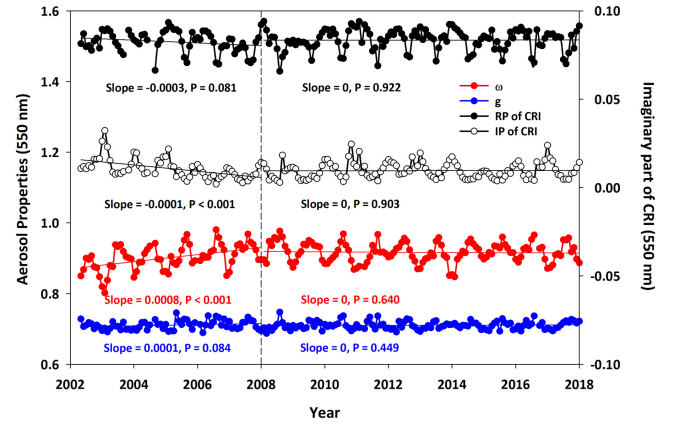 1.6
1.4
1.2
1.0
0.8
0.6
Aerosol Properties (550 nm)
0.10
0.05
0.00
-0.05
-0.10
Imaginary part of CRI (550 nm)
Slope = -0.0003, P = 0.081
Slope = 0, P = 0.922
ω
g
RP of CRI
IP of CRI
Slope = -0.0001, P < 0.001
Slope = 0, P = 0.903
Slope = 0.0008, P < 0.001
Slope = 0, P = 0.640
Slope = 0.0001, P = 0.084
Slope = 0, P = 0.449
2002 2004 2006 2008 2010 2012 2014 2016 2018
Year